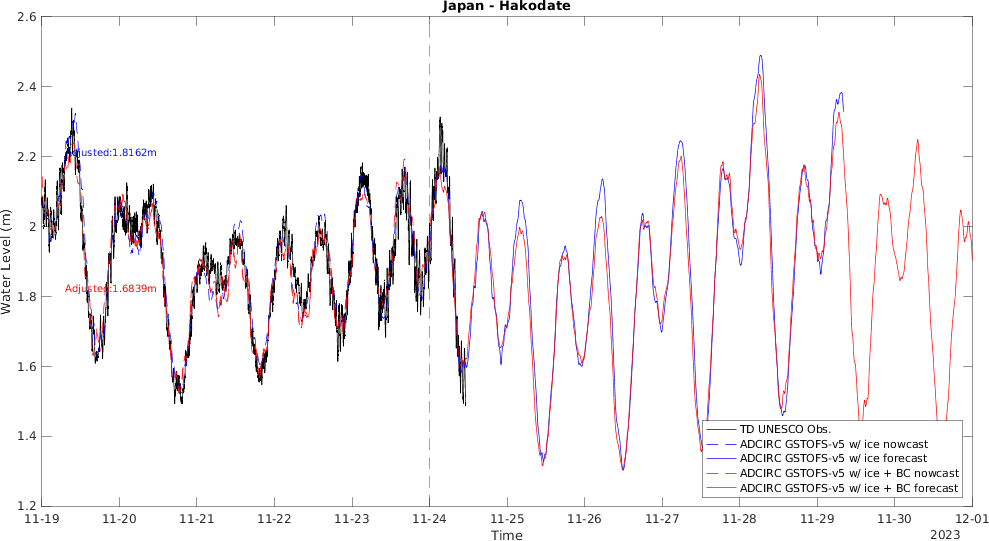 Japan - Hakodate
Water Level (m)
2.6
2.4
2.2
2
1.8
1.6
1.4
1.2
usted:1.8162m
Adjusted:1.6839m
TD UNESCO Obs.
ADCIRC GSTOFS-v5 w/ ice nowcast
ADCIRC GSTOFS-v5 w/ ice forecast
ADCIRC GSTOFS-v5 w/ ice + BC nowcast
ADCIRC GSTOFS-v5 w/ ice + BC forecast
11-19 11-20 11-21 11-22 11-23 11-24 11-25 11-26 11-27 11-28 11-29 11-30 12-01
Time
2023